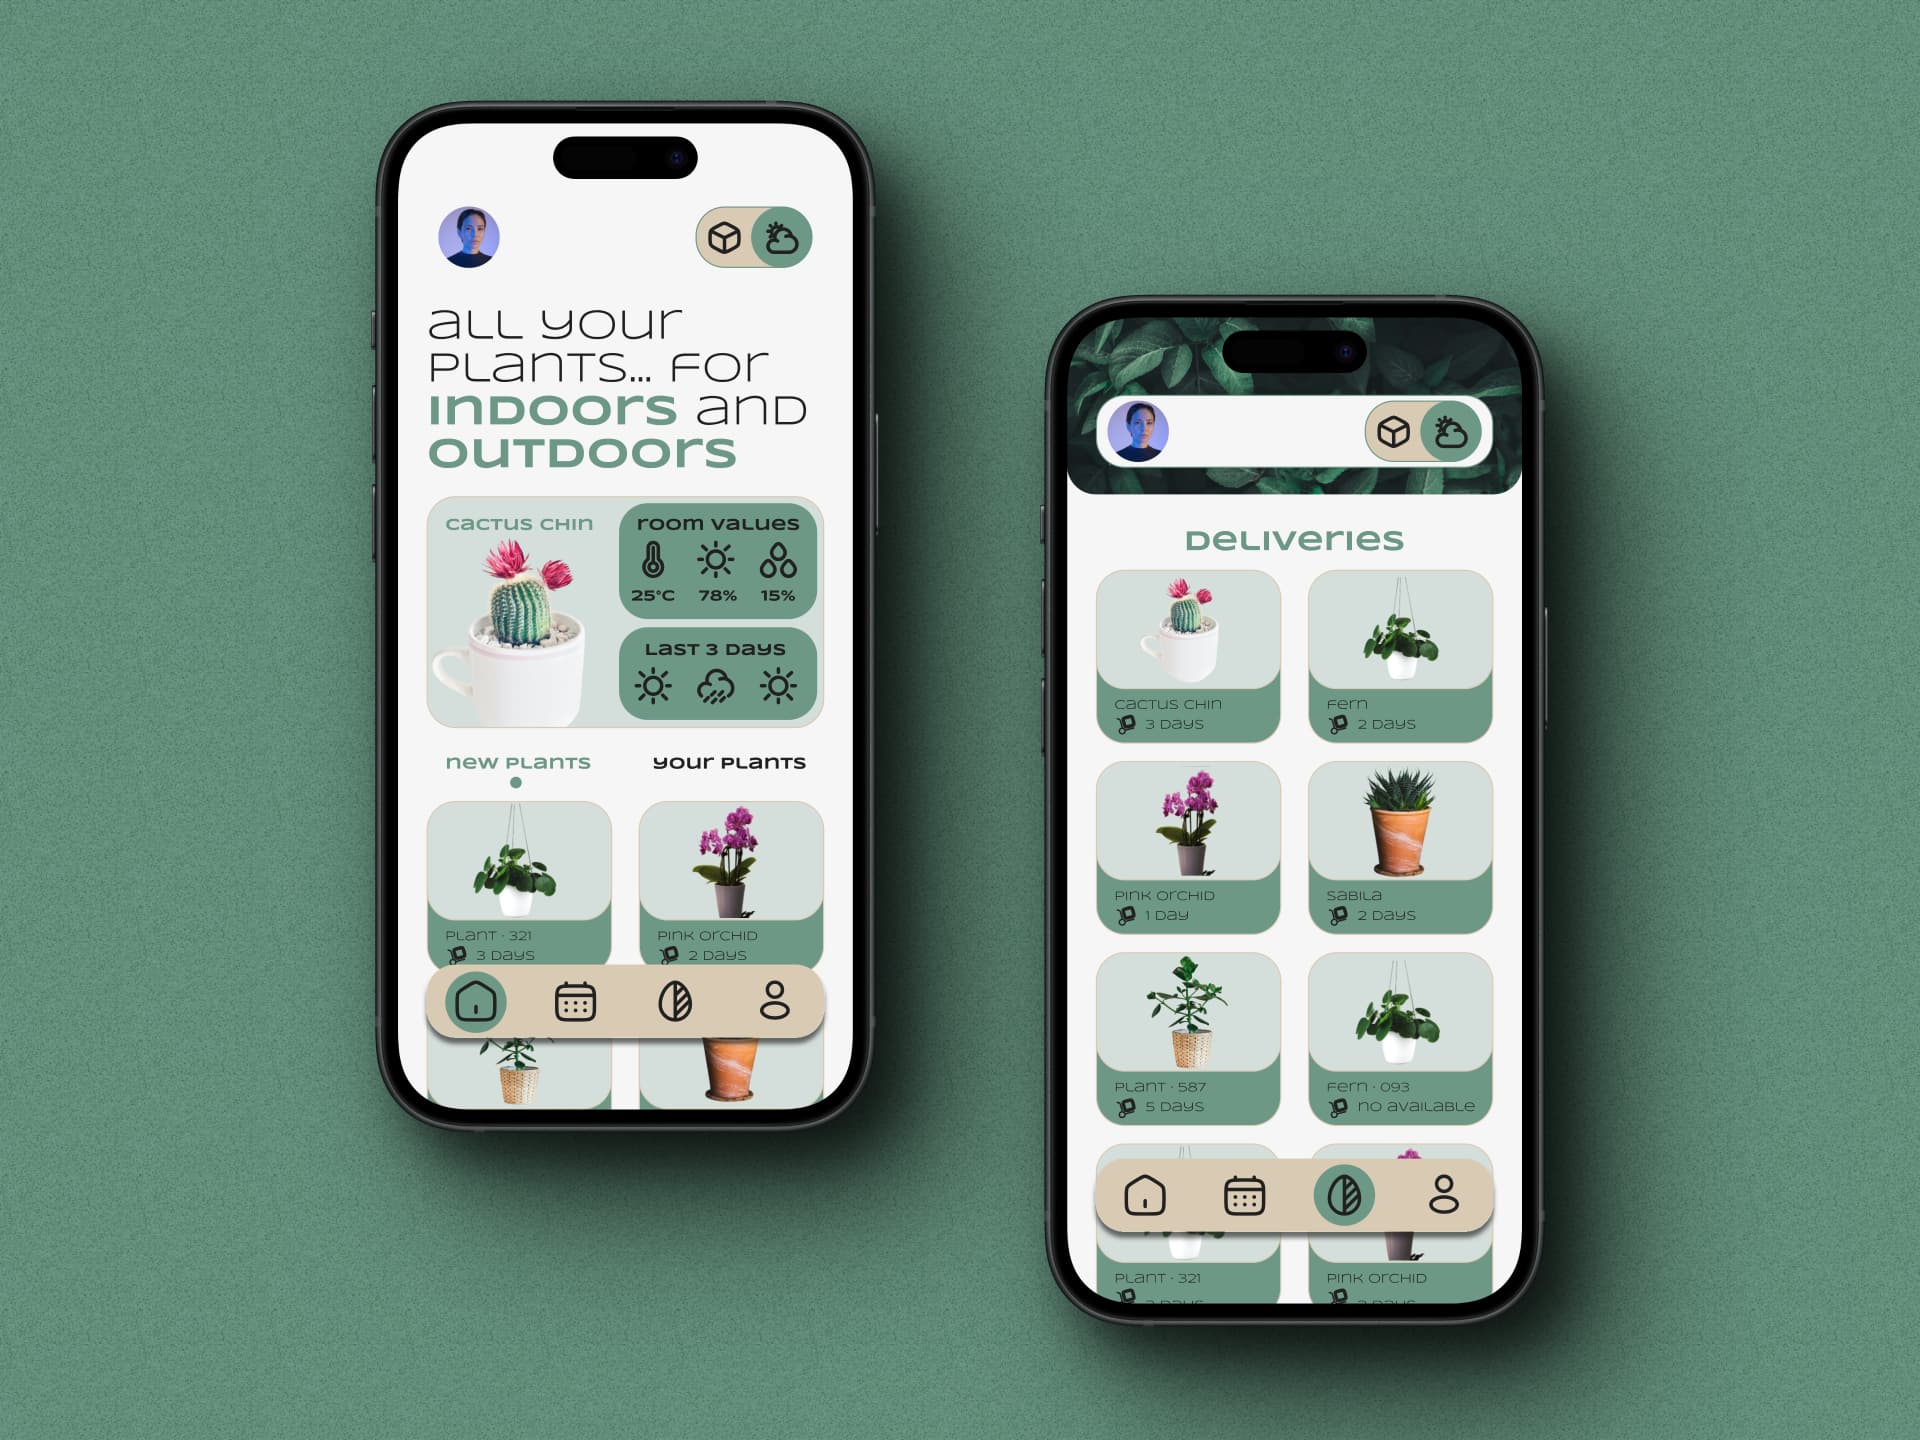 all your
plants... for
indoors and
outdoors
cactus chin
room values
25°C 78% 15%
last 3 days
new plants your plants
plant · 321
3 days
pink orchid
2 days
deliveries
cactus chin
3 days
fern
2 days
pink orchid
1 day
sabila
2 days
plant · 587
5 days
fern · 093
no available
plant · 321
pink orchid